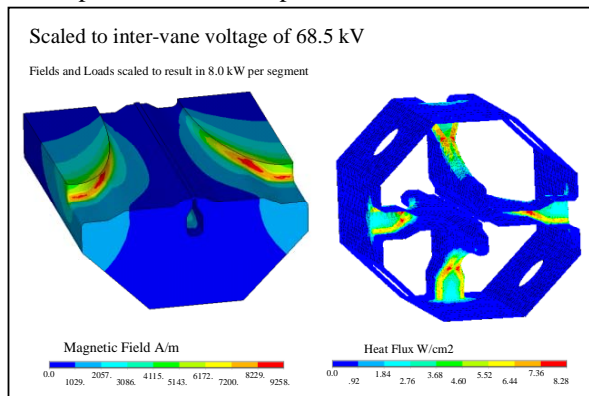 Scaled to inter-vane voltage of 68.5 kV
Fields and Loads scaled to result in 8.0 kW per segment
Magnetic Field A/m
0.0 2057. 4115. 6172. 8229.
1029. 3086. 5143. 7200. 9258.
Heat Flux W/cm2
0.0 1.84 3.68 5.52 7.36
.92 2.76 4.60 6.44 8.28